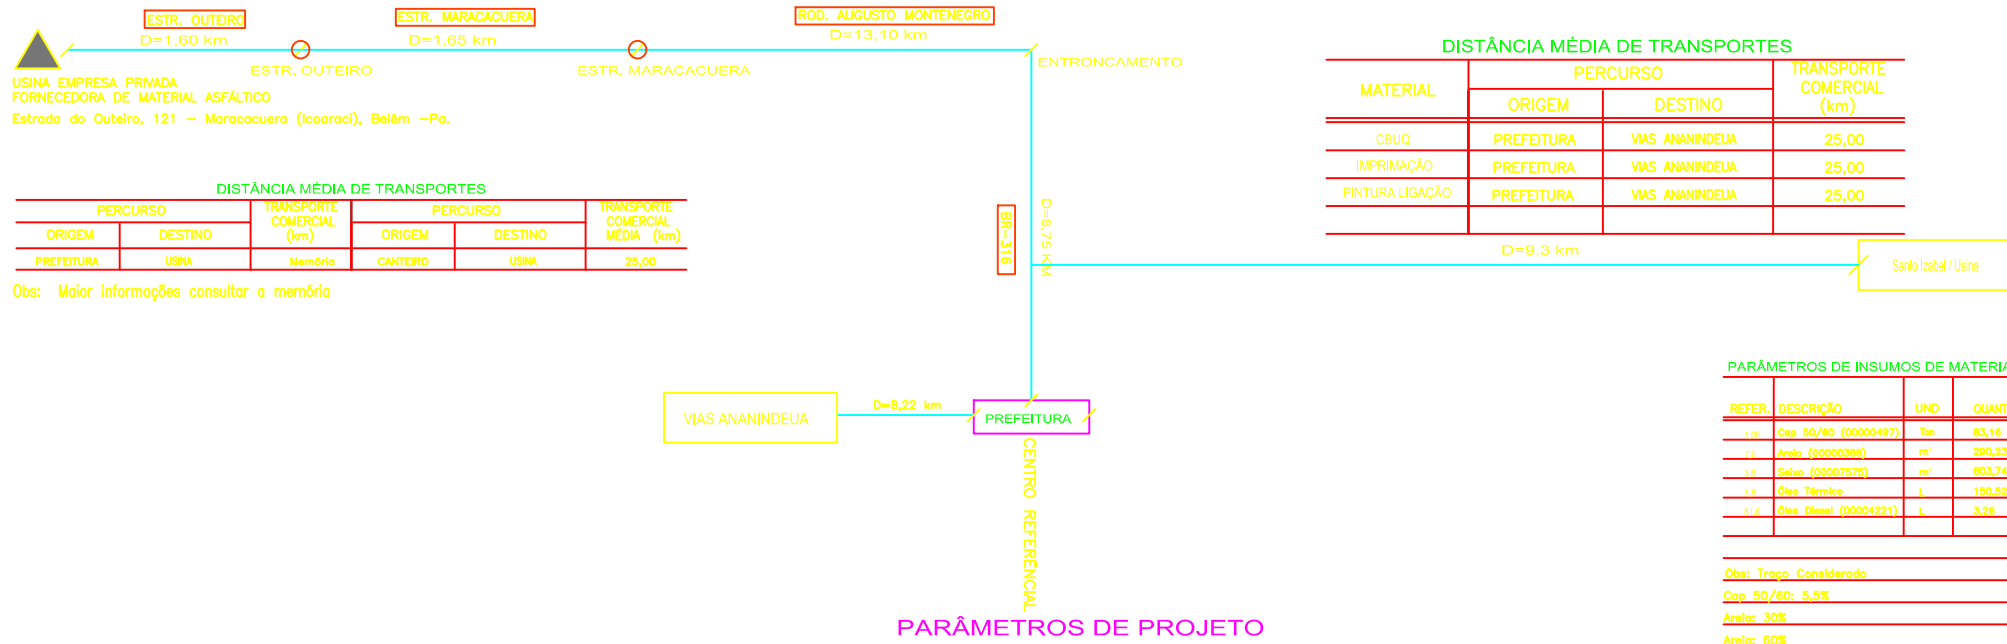 ESTR. OUTEIRO
D=1,60 km
ESTR. MARACACUERA
D=1,65 km
ROD. AUGUSTO MONTENEGRO
D=13,10 km
ESTR. OUTEIRO
ESTR. MARACACUERA
ENTRONCAMENTO
USINA EMPRESA PRIVADA
FORNECEDORA DE MATERIAL ASFÁLTICO
Estrada do Outeiro, 121 – Maracacuera (Icoaraci), Belém –Pa.
DISTÂNCIA MÉDIA DE TRANSPORTES
PERCURSO TRANSPORTE COMERCIAL (km) PERCURSO TRANSPORTE COMERCIAL MÉDIA (km)
ORIGEM DESTINO ORIGEM DESTINO
PREFEITURA USINA Memória CANTEIRO USINA 25,00
Obs: Maior informações consultar a memória
BR-316
D=8,75 KM
DISTÂNCIA MÉDIA DE TRANSPORTES
MATERIAL PERCURSO TRANSPORTE COMERCIAL (km)
ORIGEM DESTINO
CBUQ PREFEITURA VIAS ANANINDEUA 25,00
IMPRIMAÇÃO PREFEITURA VIAS ANANINDEUA 25,00
PINTURA LIGAÇÃO PREFEITURA VIAS ANANINDEUA 25,00
D=9,3 km
Santo Izabel / Usina
VIAS ANANINDEUA
D=8,22 km
PREFEITURA
CENTRO REFERÊNCIAL
PARÂMETROS DE INSUMOS DE MATERIA
REFER. DESCRIÇÃO UND QUANT
Cap 50/60 (00000497) Ton 83,16
Areia (00000366) m³ 290,23
Seixo (00007575) m³ 603,74
Óleo Térmico L 150,52
Óleo Diesel (00004221) L 3,28
Obs: Traço Considerado
Cap 50/60: 5,5%
Areia: 30%
Areia: 60%
PARÂMETROS DE PROJETO